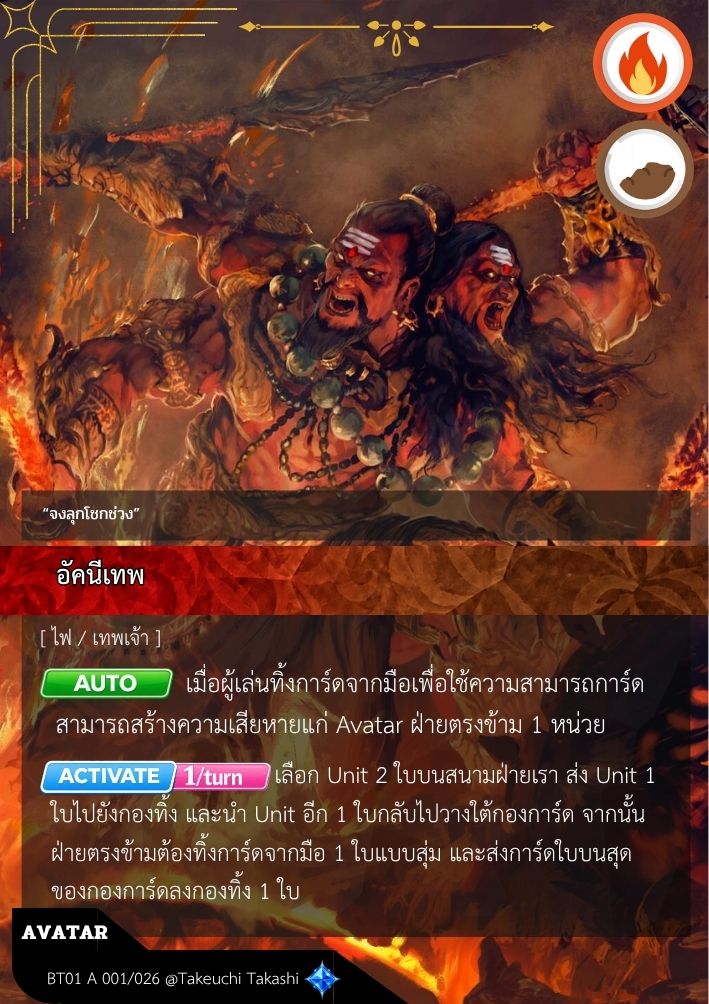 “จงลุกโชกช่วง”
อัคนีเทพ
[ ไฟ / เทพเจ้า ]
AUTO เมื่อผู้เล่นทิ้งการ์ดจากมือเพื่อใช้ความสามารถการ์ด
สามารถสร้างความเสียหายแก่ Avatar ฝ่ายตรงข้าม 1 หน่วย
ACTIVATE 1/turn เลือก Unit 2 ใบบนสนามฝ่ายเรา ส่ง Unit 1
ใบไปยังกองทิ้ง และนำ Unit อีก 1 ใบกลับไปวางใต้กองการ์ด จากนั้น
ฝ่ายตรงข้ามต้องทิ้งการ์ดจากมือ 1 ใบแบบสุ่ม และส่งการ์ดใบบนสุด
ของกองการ์ดลงกองทิ้ง 1 ใบ
AVATAR
BT01 A 001/026 @Takeuchi Takashi